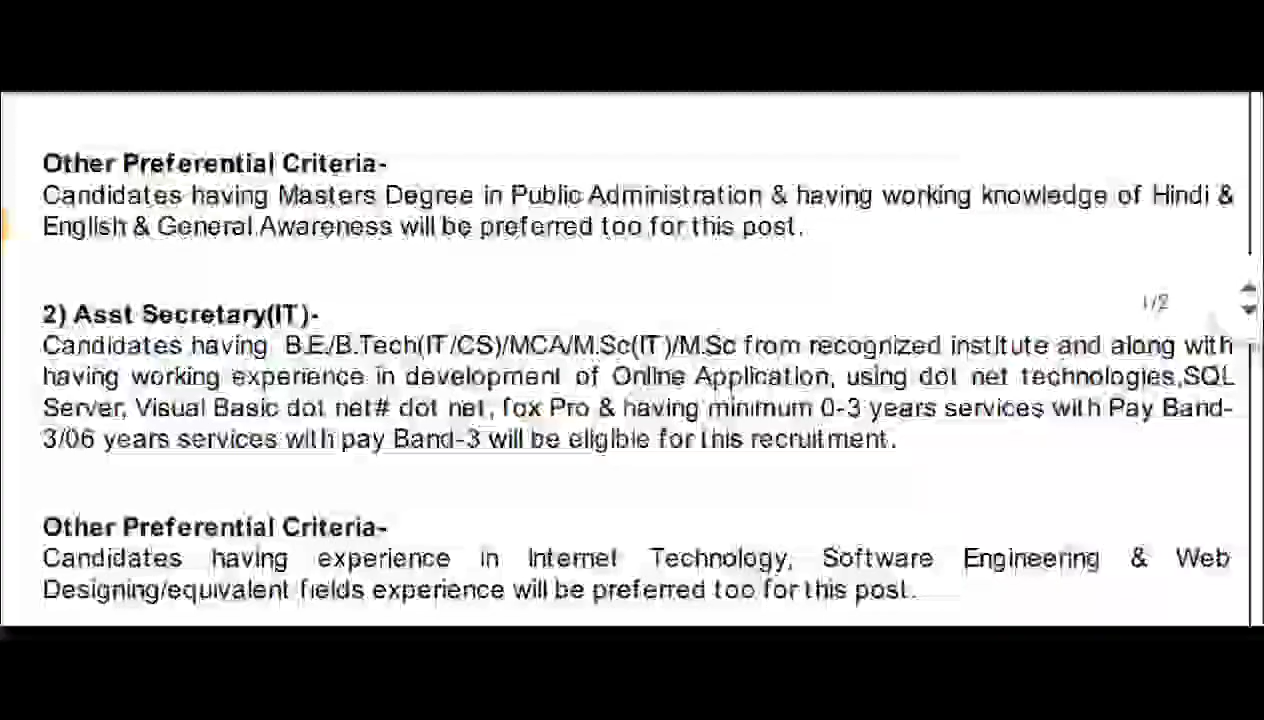 Other Preferential Criteria-
Candidates having Masters Degree in Public Administration & having working knowledge of Hindi &
English & General Awareness will be preferred too for this post.
2) Asst Secretary(IT)-
1/2
Candidates having B.E./B.Tech(IT/CS)/MCA/M.Sc(IT)/M.Sc from recognized institute and along with
having working experience in development of Online Application, using dot net technologies,SQL
Server, Visual Basic dot net# dot net, fox Pro & having minimum 0-3 years services with Pay Band-
3/06 years services with pay Band-3 will be eligible for this recruitment.
Other Preferential Criteria-
Candidates having experience in Internet Technology, Software Engineering & Web
Designing/equivalent fields experience will be preferred too for this post.